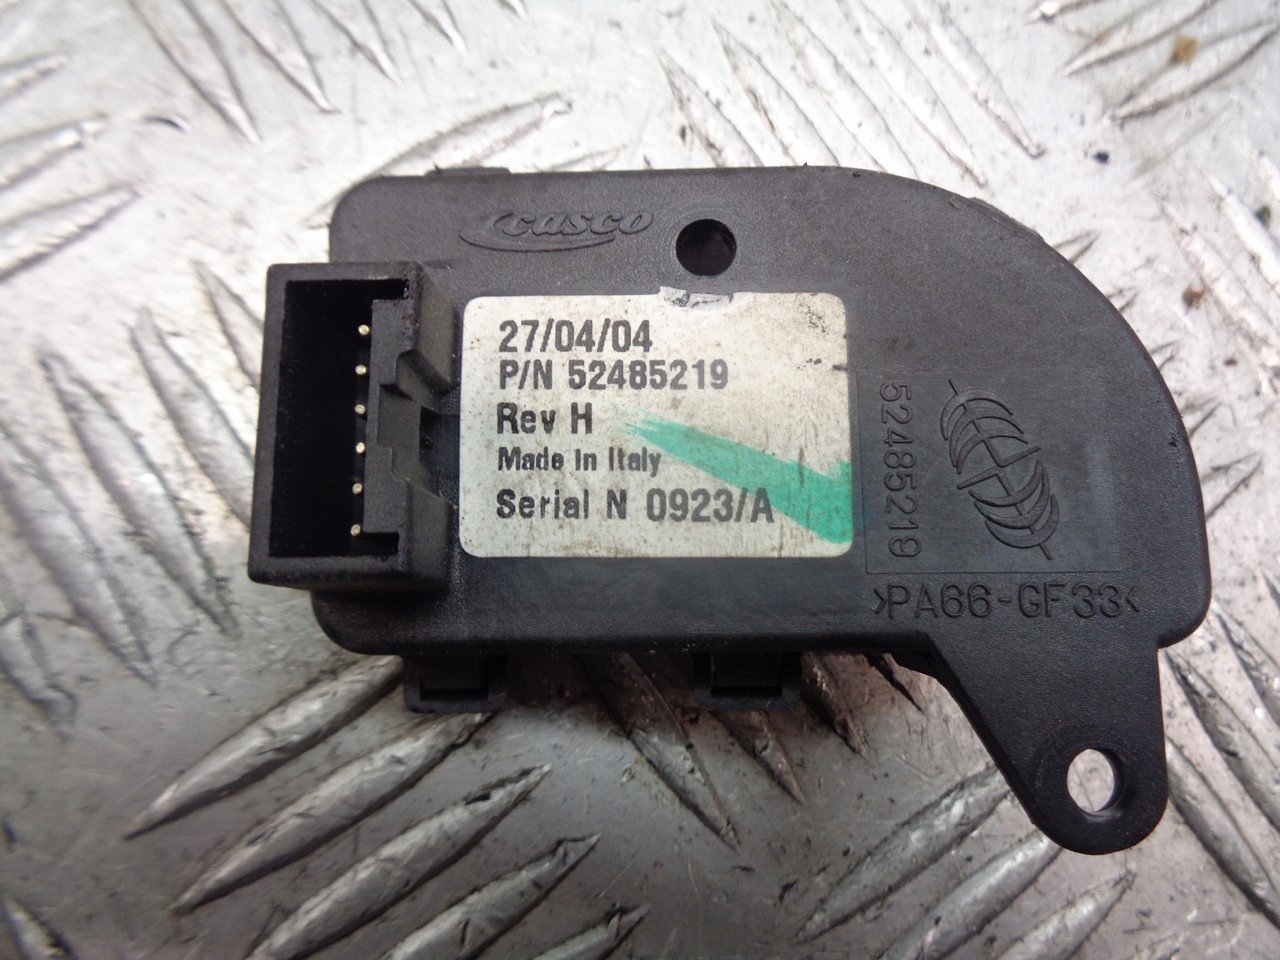 casco
27/04/04
P/N 52485219
Rev H
Made In Italy
Serial N 0923/A
52485219
>PA66-GF33<